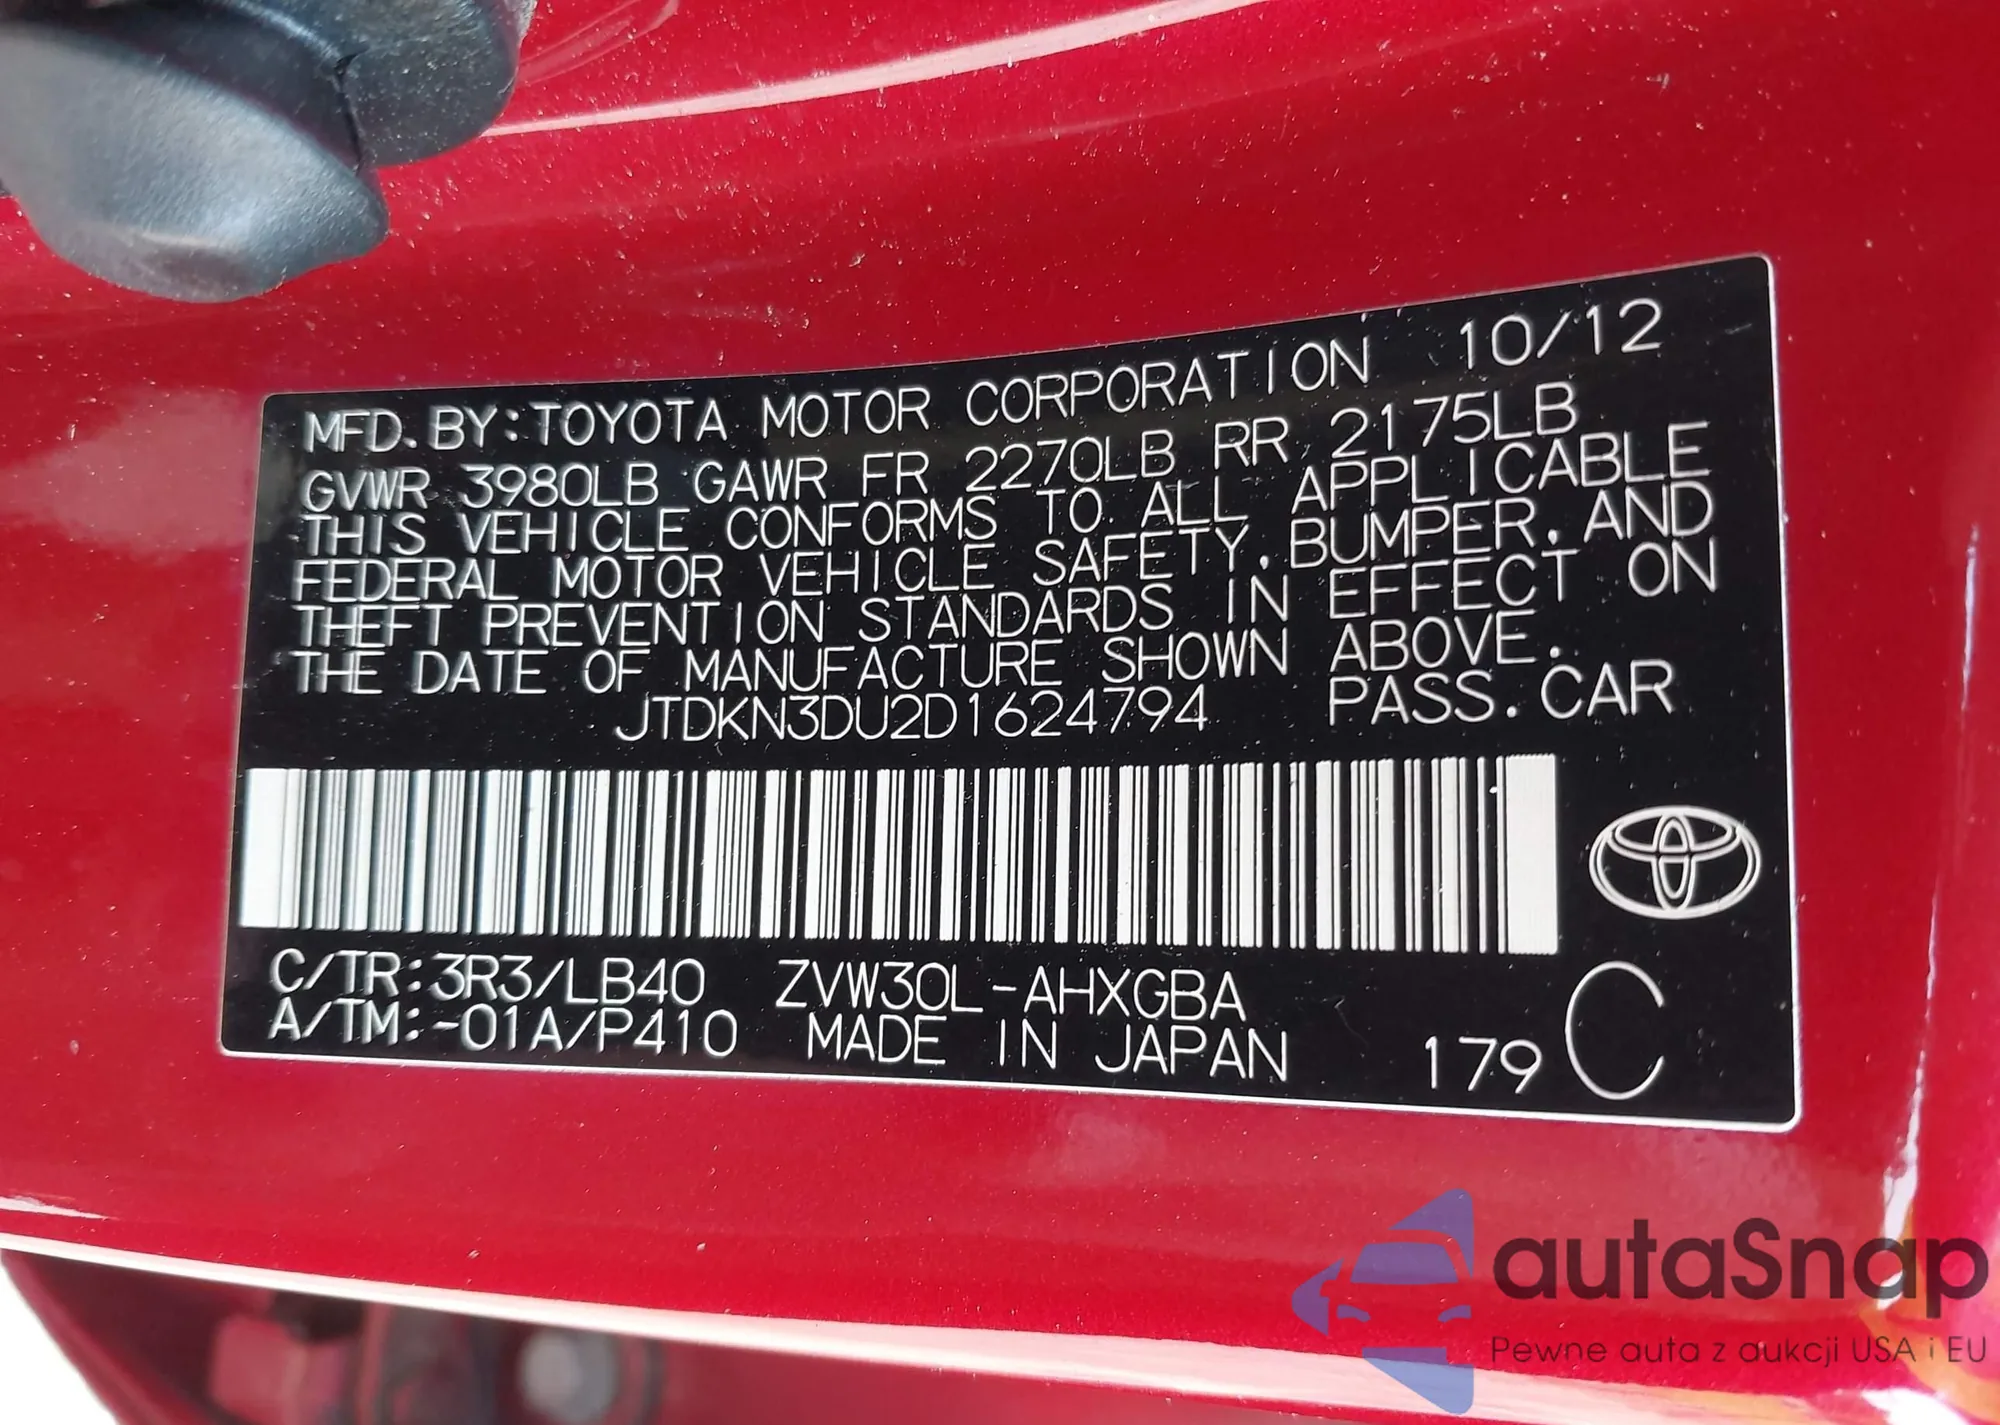 MFD. BY: TOYOTA MOTOR CORPORATION 10/12
GVWR 3980LB GAWR FR 2270LB RR 2175LB
THIS VEHICLE CONFORMS TO ALL APPLICABLE
FEDERAL MOTOR VEHICLE SAFETY, BUMPER, AND
THEFT PREVENTION STANDARDS IN EFFECT ON
THE DATE OF MANUFACTURE SHOWN ABOVE.
JTDKN3DU2D1624794 PASS. CAR
C/TR: 3R3/LB40 ZVW30L-AHXGBA
A/TM: -01A/P410 MADE IN JAPAN 179 C
autaSnap
Pewne auta z aukcji USA i EU